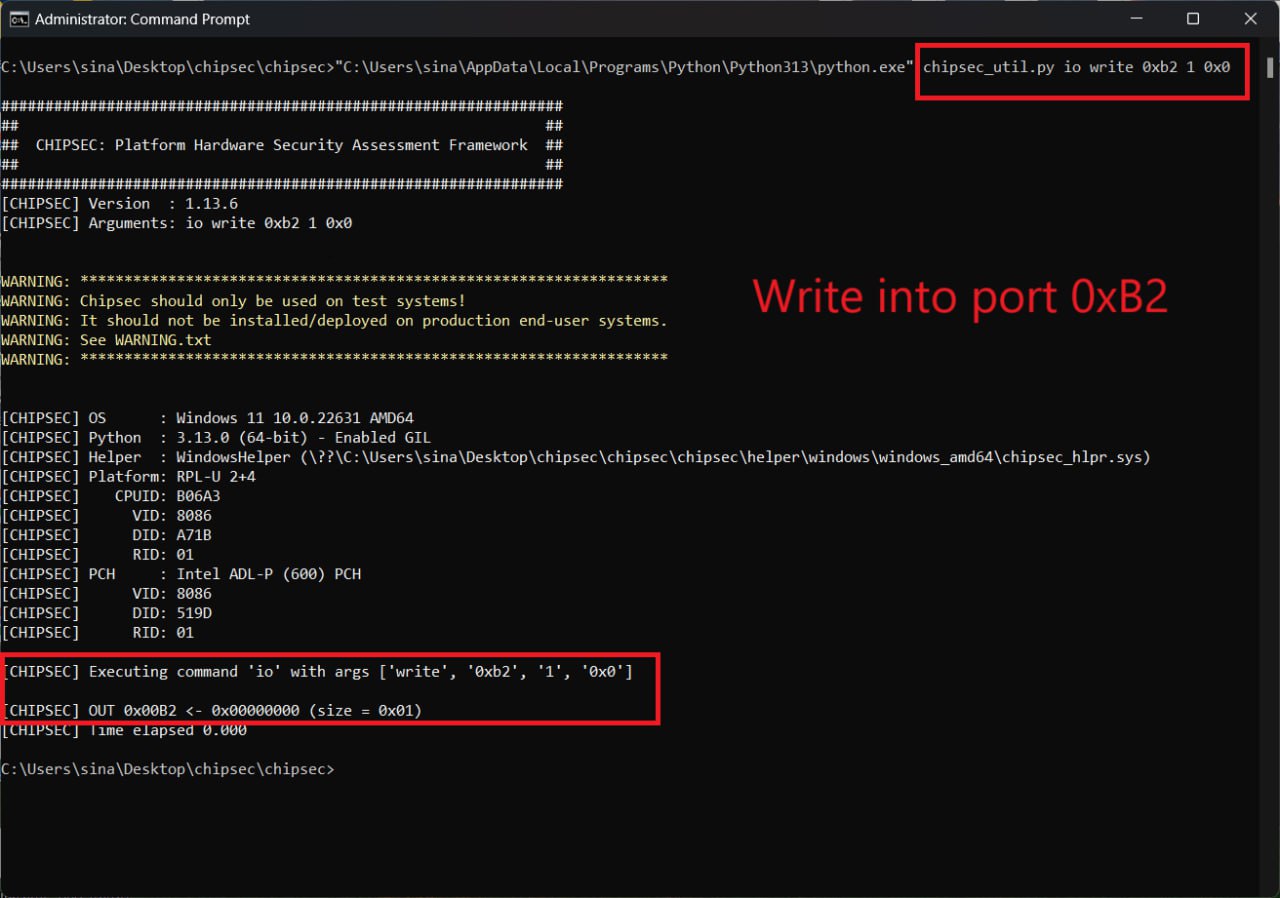 Administrator: Command Prompt
C:\Users\sina\Desktop\chipsec\chipsec>"C:\Users\sina\AppData\Local\Programs\Python\Python313\python.exe" chipsec_util.py io write 0xb2 1 0x0
################################################################
##                                                            ##
##  CHIPSEC: Platform Hardware Security Assessment Framework  ##
##                                                            ##
################################################################
[CHIPSEC] Version  : 1.13.6
[CHIPSEC] Arguments: io write 0xb2 1 0x0
WARNING: *******************************************************************
WARNING: Chipsec should only be used on test systems!
WARNING: It should not be installed/deployed on production end-user systems.
WARNING: See WARNING.txt
WARNING: *******************************************************************
Write into port 0xB2
[CHIPSEC] OS      : Windows 11 10.0.22631 AMD64
[CHIPSEC] Python  : 3.13.0 (64-bit) - Enabled GIL
[CHIPSEC] Helper  : WindowsHelper (\??\C:\Users\sina\Desktop\chipsec\chipsec\chipsec\helper\windows\windows_amd64\chipsec_hlpr.sys)
[CHIPSEC] Platform: RPL-U 2+4
[CHIPSEC]    CPUID: B06A3
[CHIPSEC]      VID: 8086
[CHIPSEC]      DID: A71B
[CHIPSEC]      RID: 01
[CHIPSEC] PCH     : Intel ADL-P (600) PCH
[CHIPSEC]      VID: 8086
[CHIPSEC]      DID: 519D
[CHIPSEC]      RID: 01
[CHIPSEC] Executing command 'io' with args ['write', '0xb2', '1', '0x0']
[CHIPSEC] OUT 0x00B2 <- 0x00000000 (size = 0x01)
[CHIPSEC] Time elapsed 0.000
C:\Users\sina\Desktop\chipsec\chipsec>